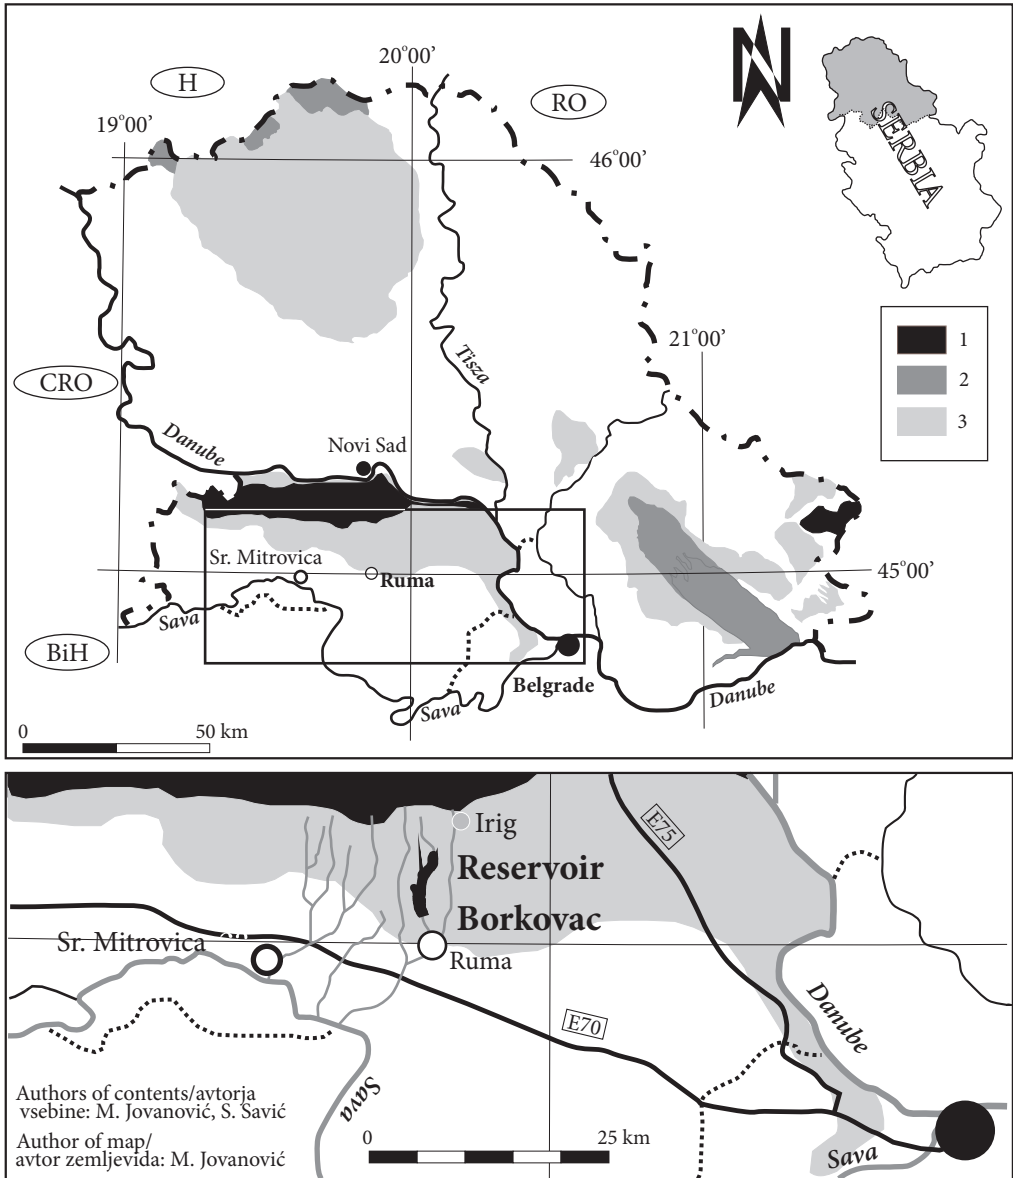 20°00’
H
RO
19°00’
46°00’
SERBIA
N
21°00’
1
2
3
CRO
Tisza
Danube
Novi Sad
Sr. Mitrovica
Ruma
45°00’
Sava
BiH
Belgrade
Sava
Danube
0 50 km
Irig
E75
Reservoir
Borkovac
Sr. Mitrovica
Ruma
Danube
E70
Sava
Authors of contents/avtorja
vsebine: M. Jovanović, S. Savić
Author of map/
avtor zemljevida: M. Jovanović
0 25 km
Sava